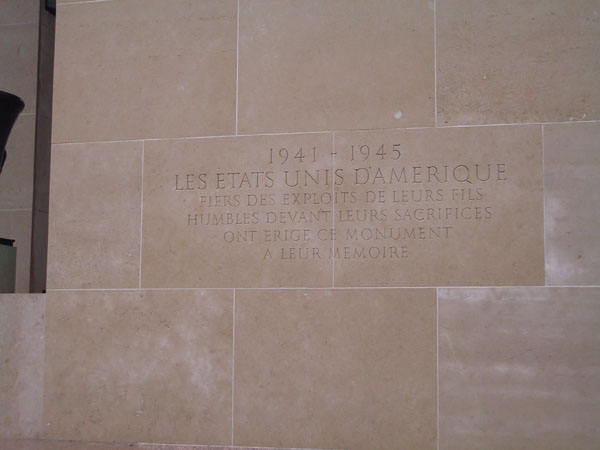 1941 - 1945
LES ETATS UNIS D'AMERIQUE
FIERS DES EXPLOITS DE LEURS FILS
HUMBLES DEVANT LEURS SACRIFICES
ONT ERIGE CE MONUMENT
A LEUR MEMOIRE